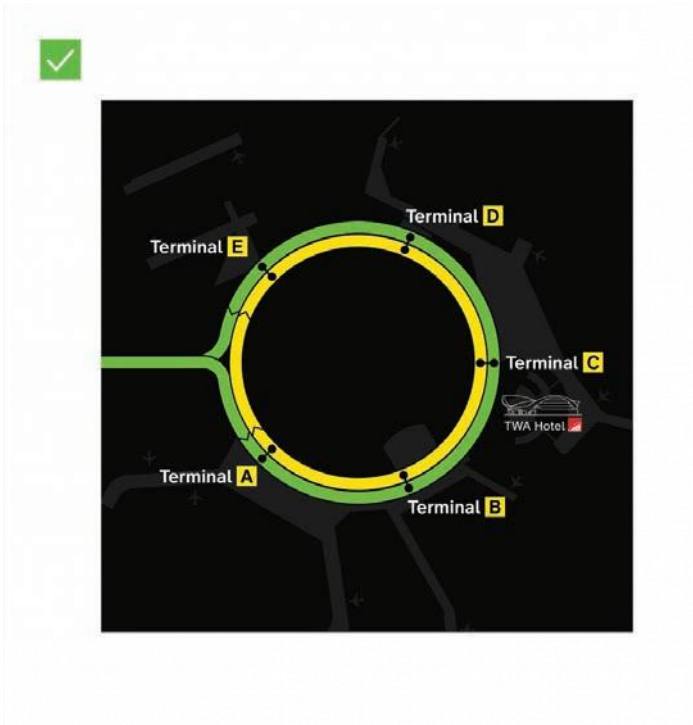 Terminal D
Terminal E
Terminal C
TWA Hotel
Terminal A
Terminal B